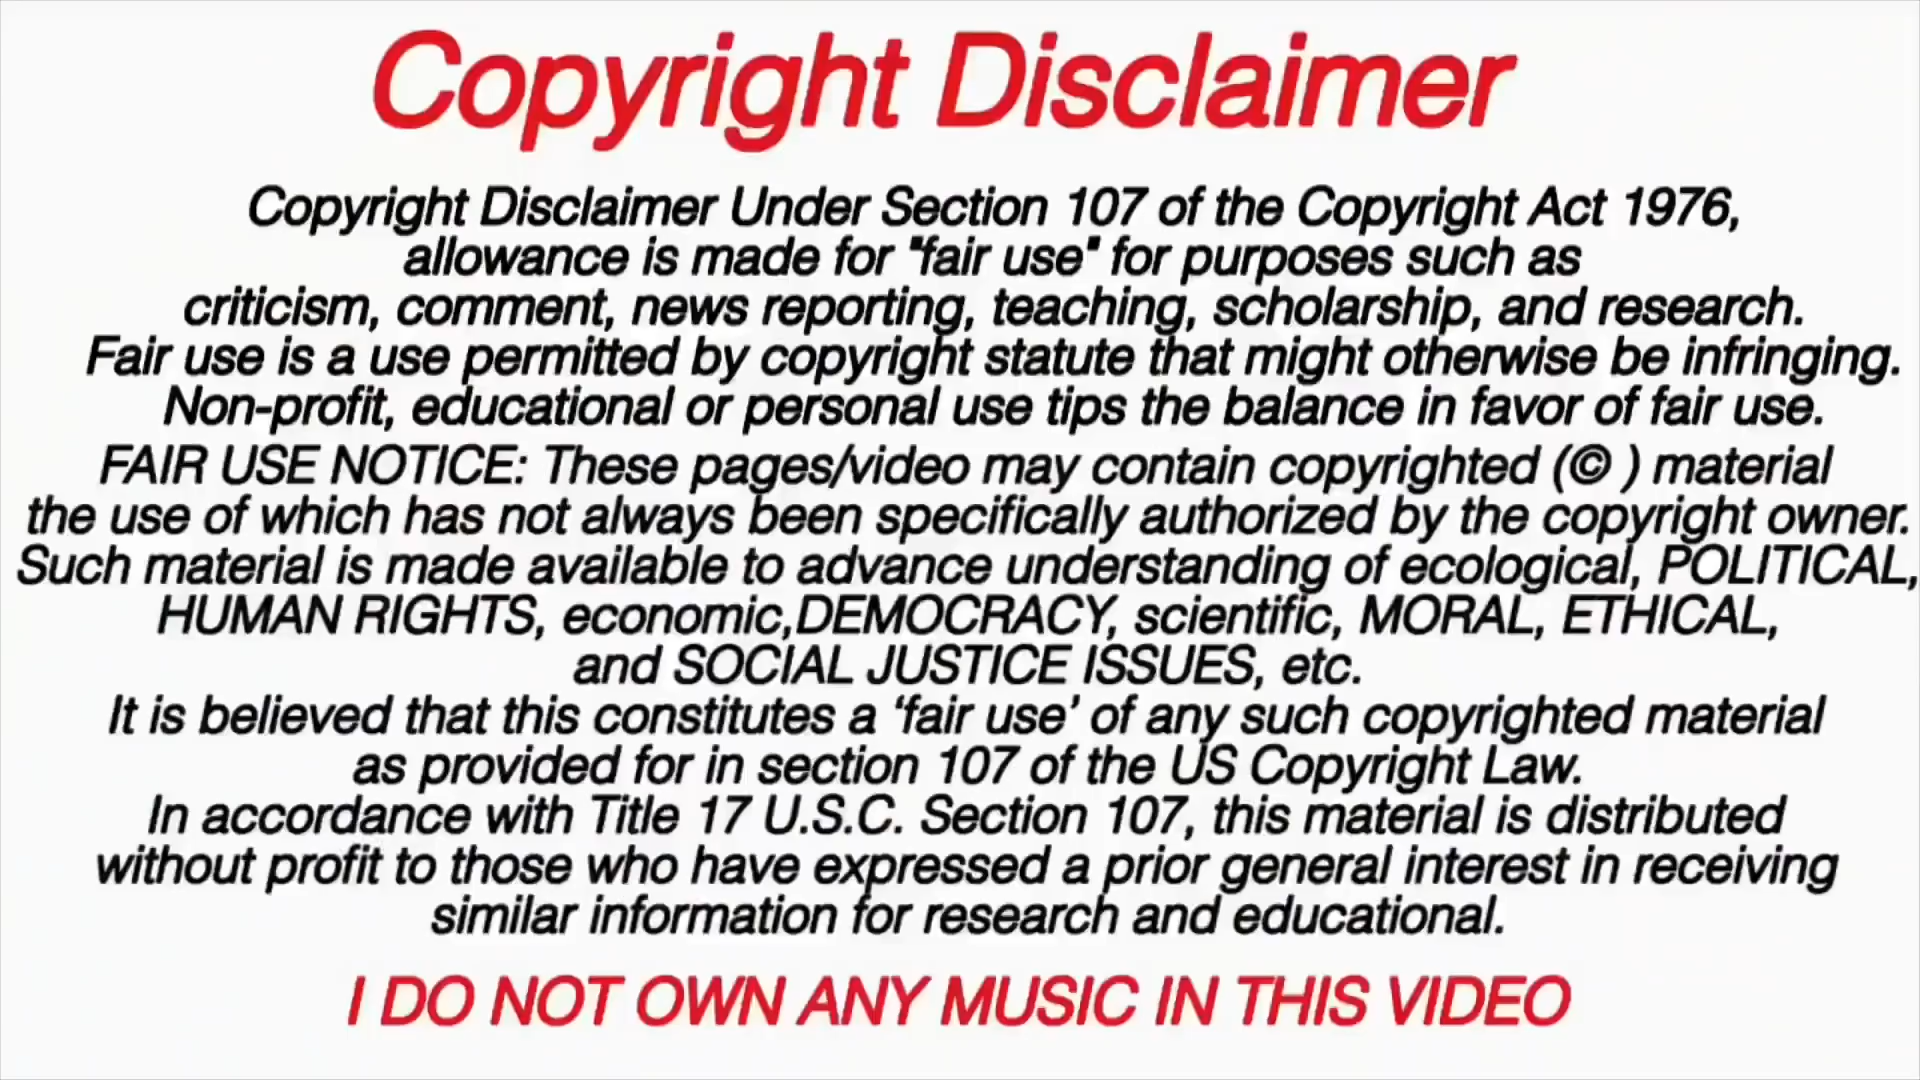 Copyright Disclaimer
Copyright Disclaimer Under Section 107 of the Copyright Act 1976,
allowance is made for "fair use" for purposes such as
criticism, comment, news reporting, teaching, scholarship, and research.
Fair use is a use permitted by copyright statute that might otherwise be infringing.
Non-profit, educational or personal use tips the balance in favor of fair use.
FAIR USE NOTICE: These pages/video may contain copyrighted (© ) material
the use of which has not always been specifically authorized by the copyright owner.
Such material is made available to advance understanding of ecological, POLITICAL,
HUMAN RIGHTS, economic,DEMOCRACY, scientific, MORAL, ETHICAL,
and SOCIAL JUSTICE ISSUES, etc.
It is believed that this constitutes a ‘fair use’ of any such copyrighted material
as provided for in section 107 of the US Copyright Law.
In accordance with Title 17 U.S.C. Section 107, this material is distributed
without profit to those who have expressed a prior general interest in receiving
similar information for research and educational.
I DO NOT OWN ANY MUSIC IN THIS VIDEO